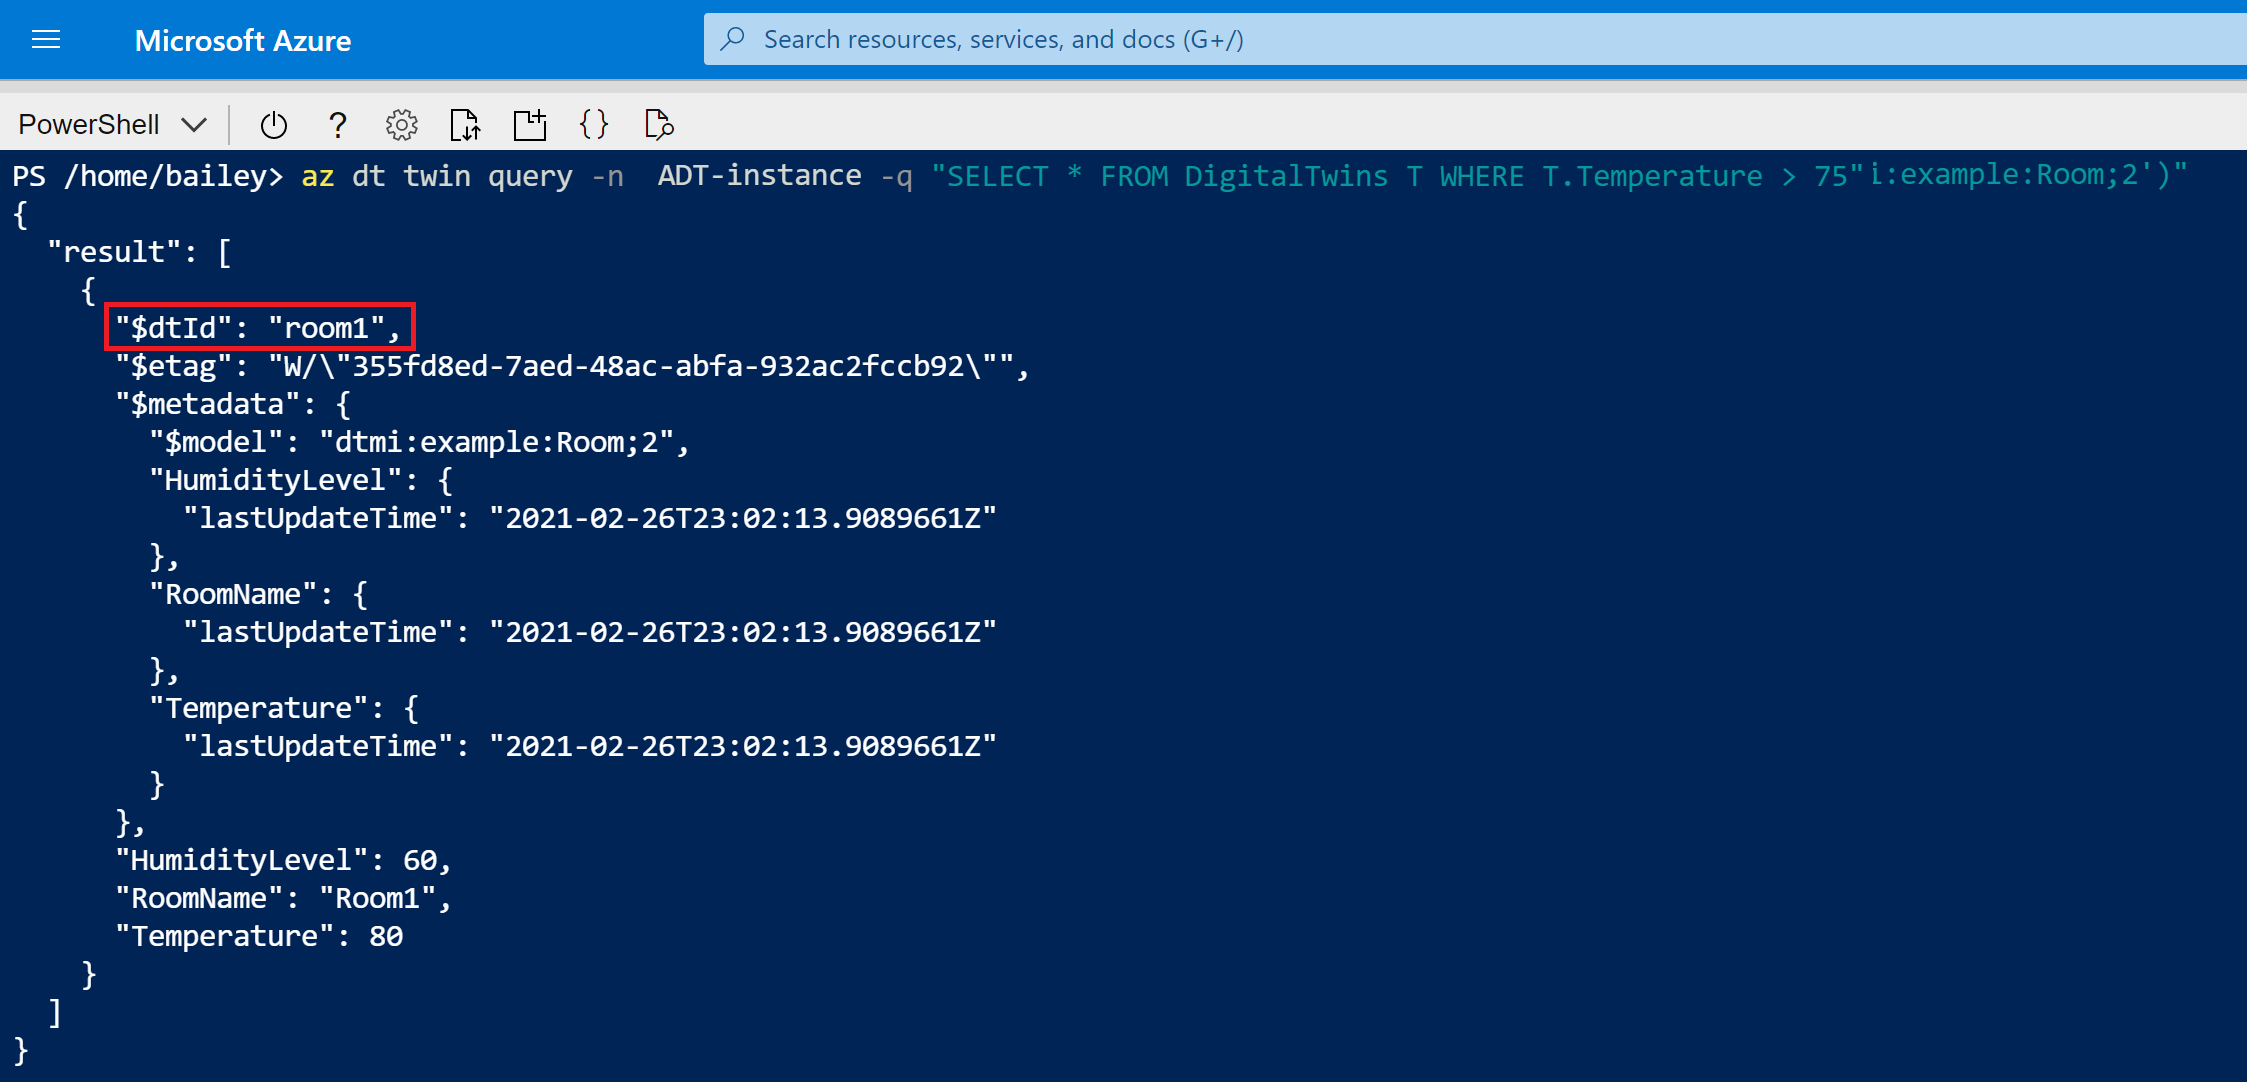 Microsoft Azure
Search resources, services, and docs (G+/)
PowerShell
PS /home/bailey> az dt twin query -n  ADT-instance -q "SELECT * FROM DigitalTwins T WHERE T.Temperature > 75"i:example:Room;2')"
{
  "result": [
    {
      "$dtId": "room1",
      "$etag": "W/\"355fd8ed-7aed-48ac-abfa-932ac2fccb92\"",
      "$metadata": {
        "$model": "dtmi:example:Room;2",
        "HumidityLevel": {
          "lastUpdateTime": "2021-02-26T23:02:13.9089661Z"
        },
        "RoomName": {
          "lastUpdateTime": "2021-02-26T23:02:13.9089661Z"
        },
        "Temperature": {
          "lastUpdateTime": "2021-02-26T23:02:13.9089661Z"
        }
      },
      "HumidityLevel": 60,
      "RoomName": "Room1",
      "Temperature": 80
    }
  ]
}